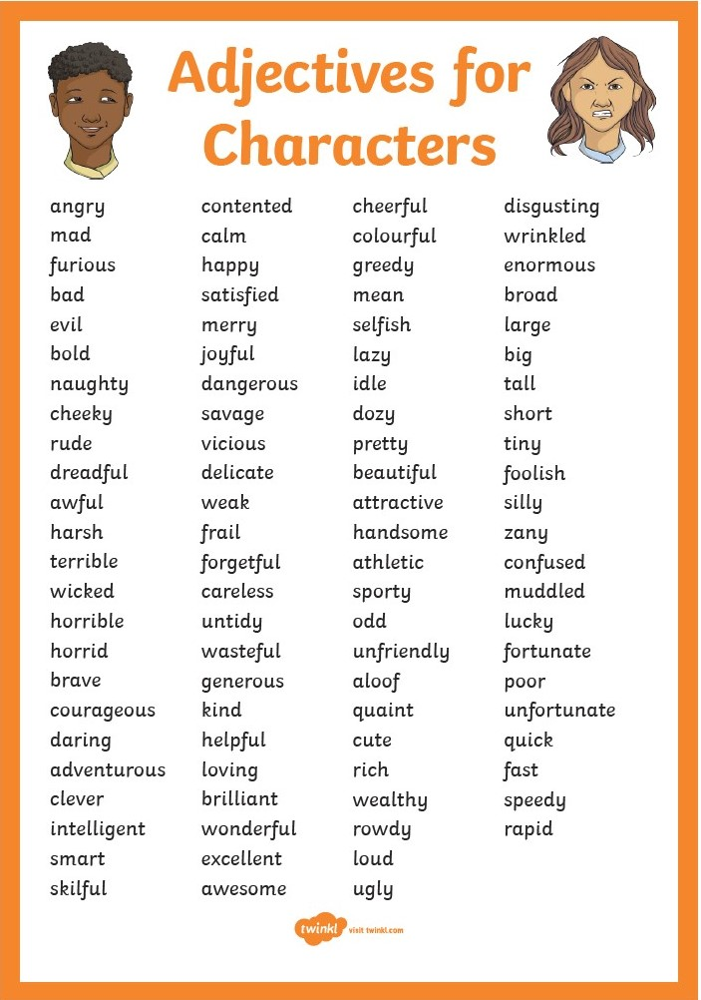 Adjectives for
Characters
angry
mad
furious
bad
evil
bold
naughty
cheeky
rude
dreadful
awful
harsh
terrible
wicked
horrible
horrid
brave
courageous
daring
adventurous
clever
intelligent
smart
skilful
contented
calm
happy
satisfied
merry
joyful
dangerous
savage
vicious
delicate
weak
frail
forgetful
careless
untidy
wasteful
generous
kind
helpful
loving
brilliant
wonderful
excellent
awesome
cheerful
colourful
greedy
mean
selfish
lazy
idle
dozy
pretty
beautiful
attractive
handsome
athletic
sporty
odd
unfriendly
aloof
quaint
cute
rich
wealthy
rowdy
loud
ugly
disgusting
wrinkled
enormous
broad
large
big
tall
short
tiny
foolish
silly
zany
confused
muddled
lucky
fortunate
poor
unfortunate
quick
fast
speedy
rapid
twinkl visit twinkl.com